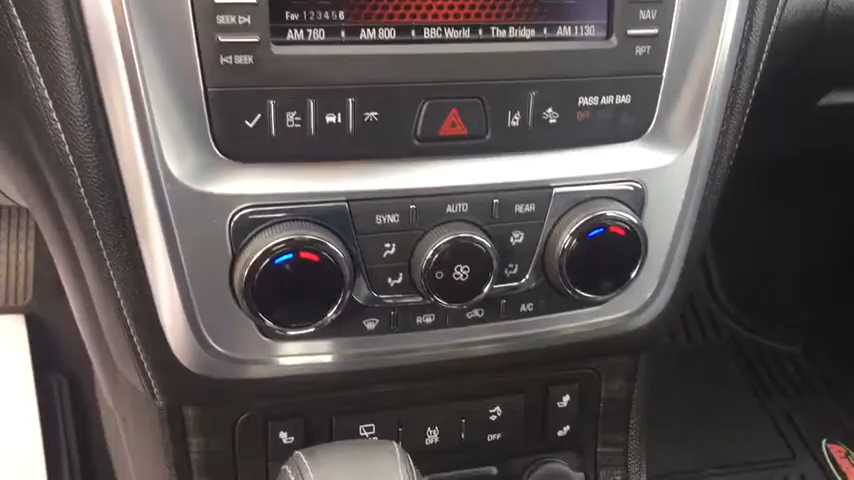 SEEK
Fav 1 2 3 4 5 6
NAV
AM 760 AM 800 BBC World The Bridge AM 1130
SEEK
RPT
PASS AIR BAG
OFF
SYNC AUTO REAR
R
A/C
OFF OFF